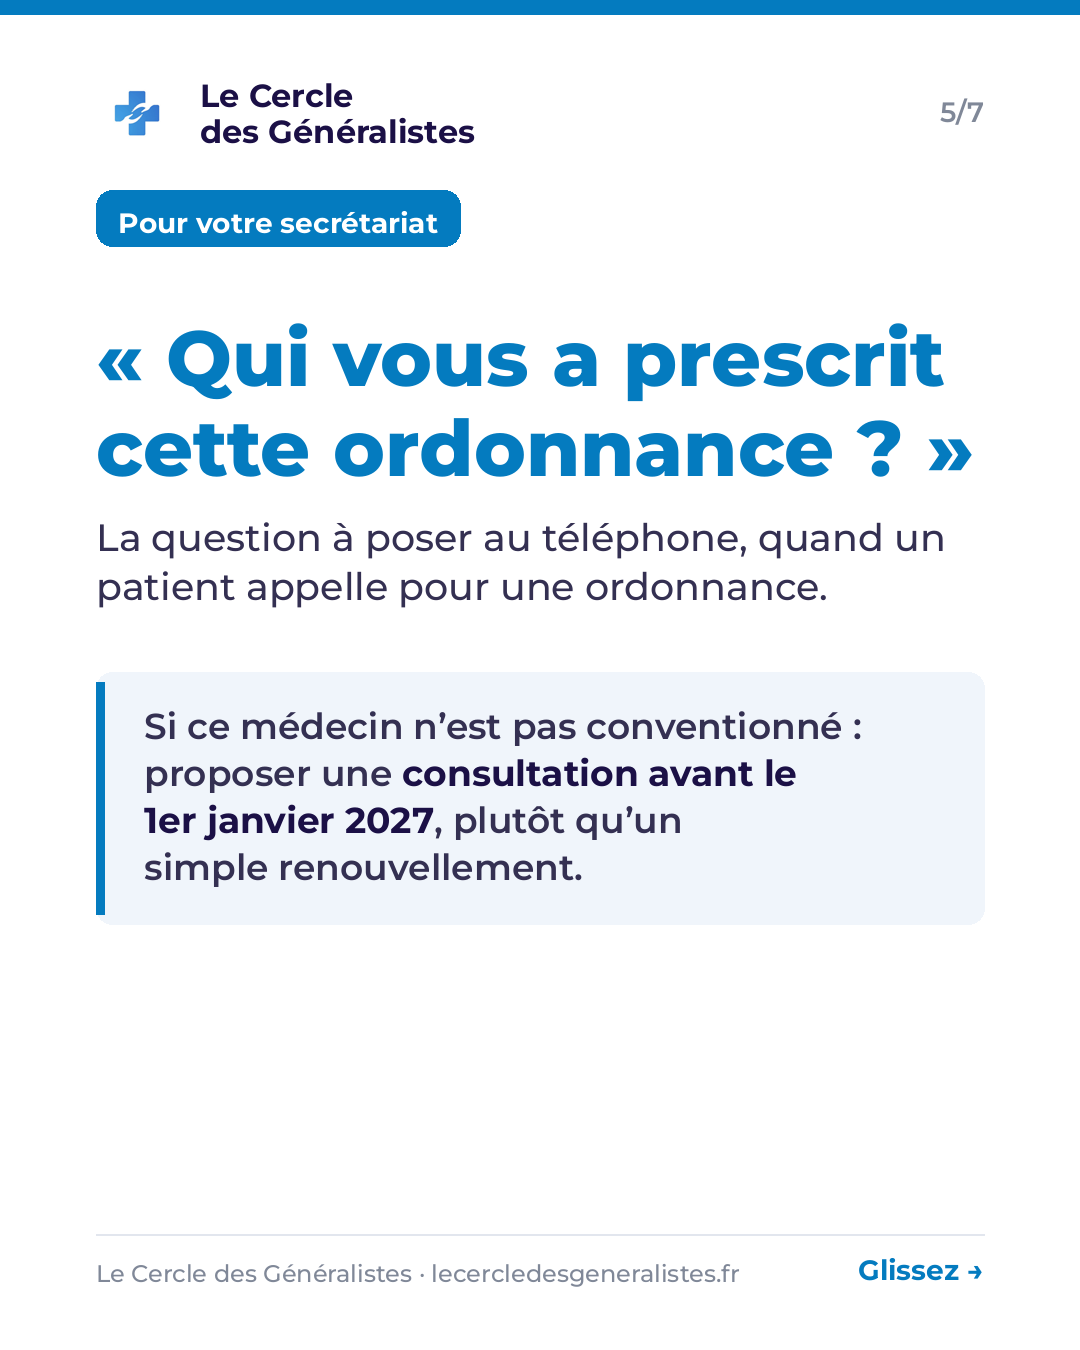 Le Cercle
des Généralistes
5/7
Pour votre secrétariat
« Qui vous a prescrit
cette ordonnance ? »
La question à poser au téléphone, quand un
patient appelle pour une ordonnance.
Si ce médecin n’est pas conventionné :
proposer une consultation avant le
1er janvier 2027, plutôt qu’un
simple renouvellement.
Le Cercle des Généralistes · lecercledesgeneralistes.fr
Glissez →